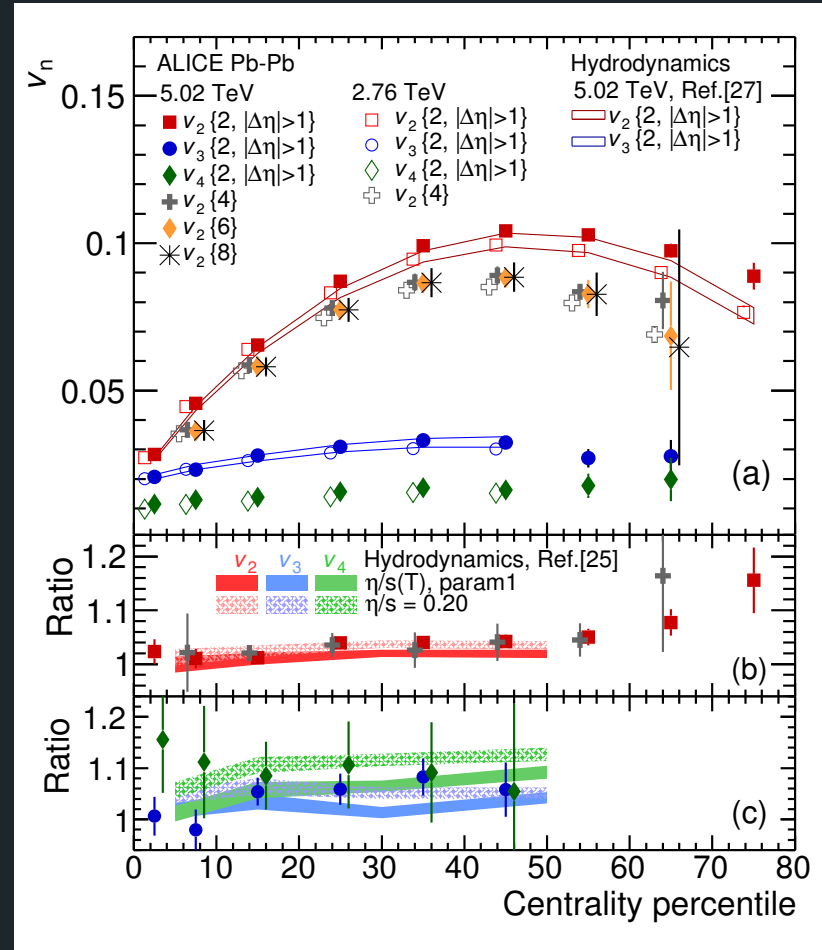 v_n
ALICE Pb-Pb
5.02 TeV
v_2{2, |Δη|>1}
v_3{2, |Δη|>1}
v_4{2, |Δη|>1}
v_2{4}
v_2{6}
v_2{8}
2.76 TeV
v_2{2, |Δη|>1}
v_3{2, |Δη|>1}
v_4{2, |Δη|>1}
v_2{4}
Hydrodynamics
5.02 TeV, Ref.[27]
v_2{2, |Δη|>1}
v_3{2, |Δη|>1}
0.15
0.1
0.05
(a)
Ratio
1.2
1.1
1
v_2 v_3 v_4 Hydrodynamics, Ref.[25]
η/s(T), param1
η/s = 0.20
(b)
Ratio
1.2
1.1
1
(c)
0 10 20 30 40 50 60 70 80
Centrality percentile